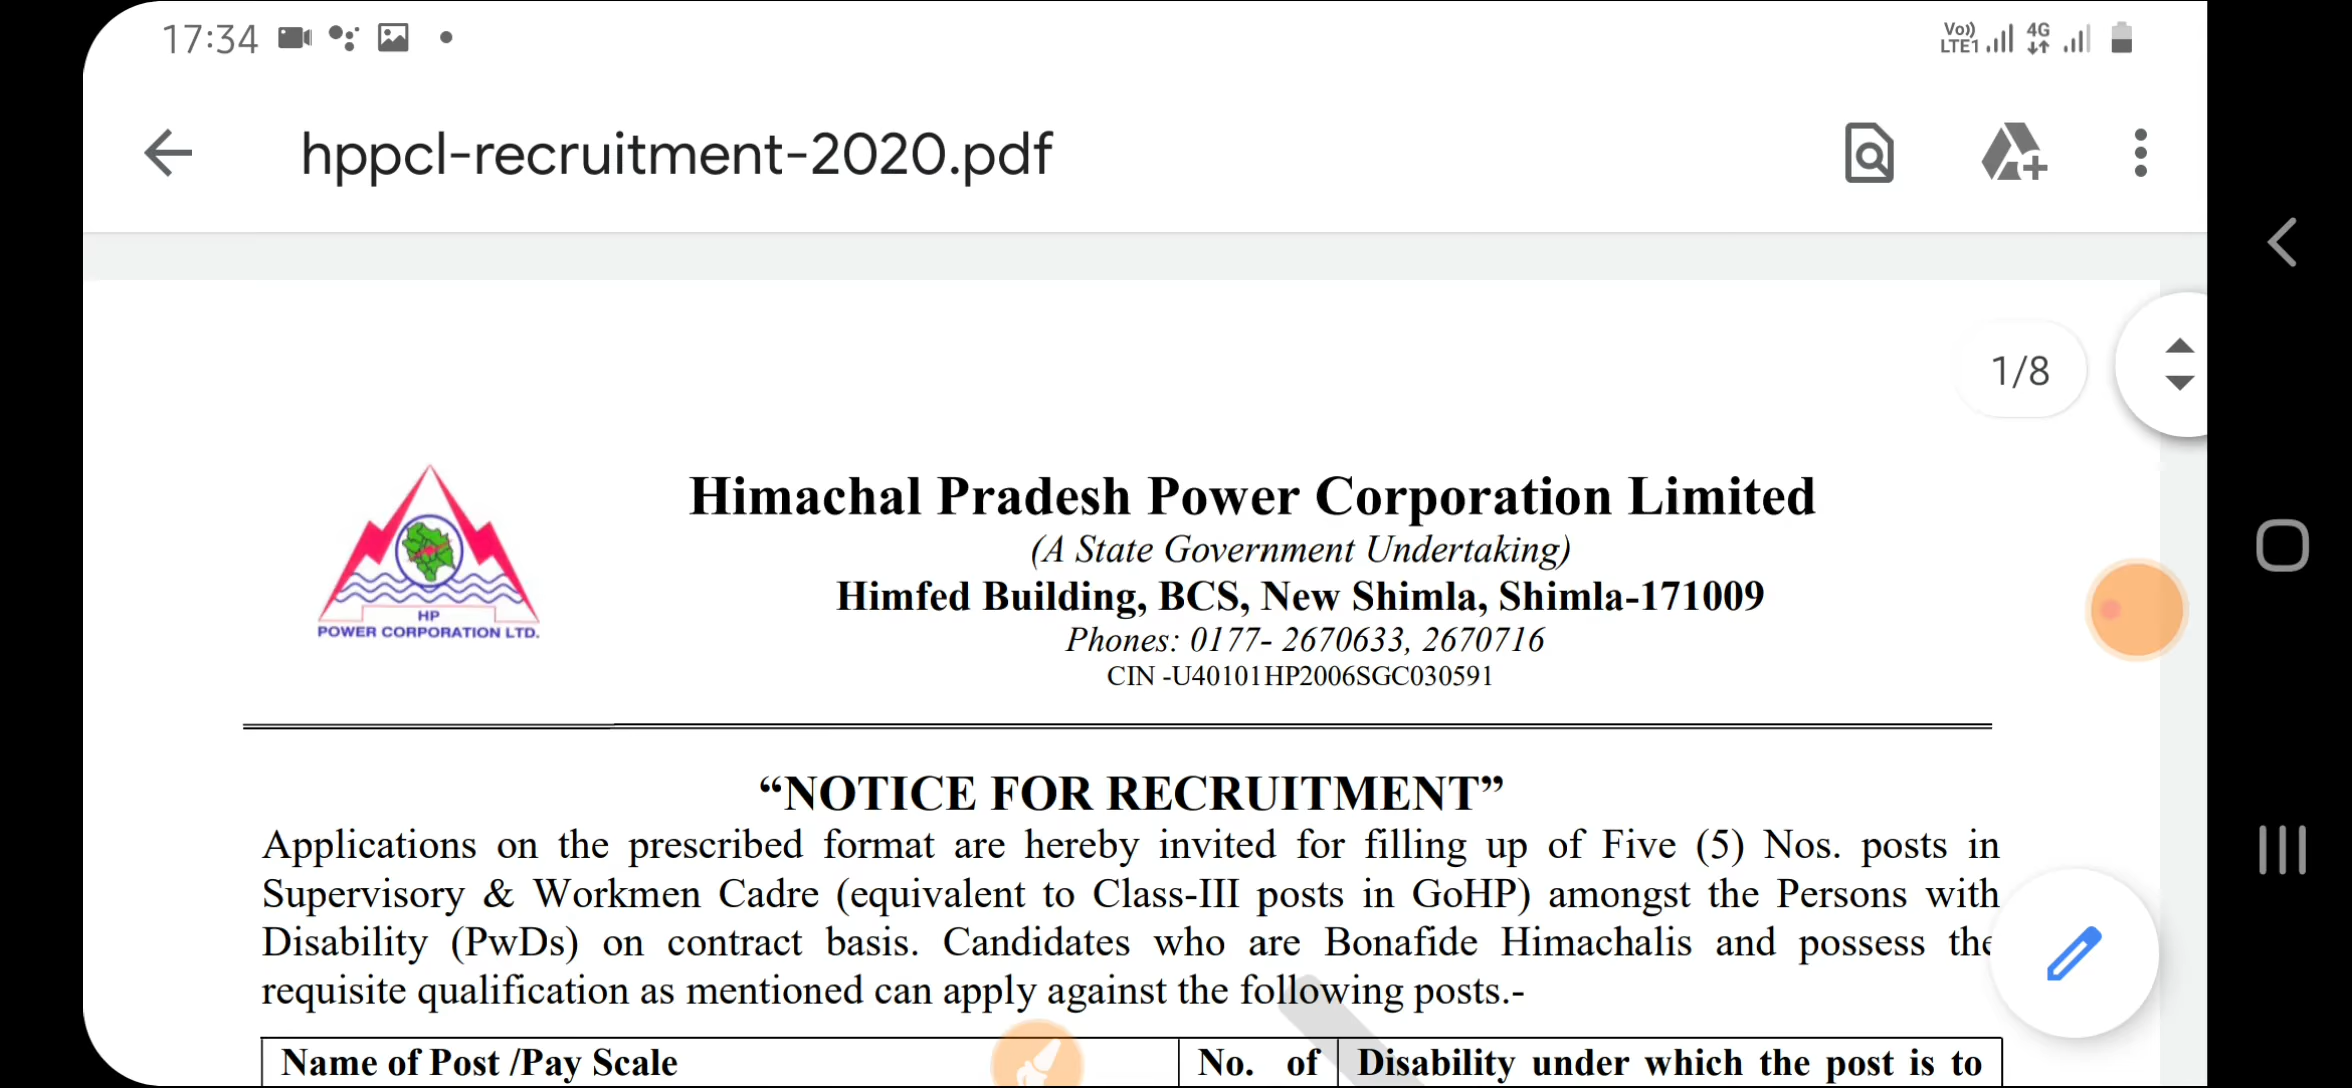 17:34
Vo)) LTE1 4G
hppcl-recruitment-2020.pdf
1/8
HP
POWER CORPORATION LTD.
Himachal Pradesh Power Corporation Limited
(A State Government Undertaking)
Himfed Building, BCS, New Shimla, Shimla-171009
Phones: 0177- 2670633, 2670716
CIN -U40101HP2006SGC030591
“NOTICE FOR RECRUITMENT”
Applications on the prescribed format are hereby invited for filling up of Five (5) Nos. posts in
Supervisory & Workmen Cadre (equivalent to Class-III posts in GoHP) amongst the Persons with
Disability (PwDs) on contract basis. Candidates who are Bonafide Himachalis and possess the
requisite qualification as mentioned can apply against the following posts.-
Name of Post /Pay Scale No. of Disability under which the post is to